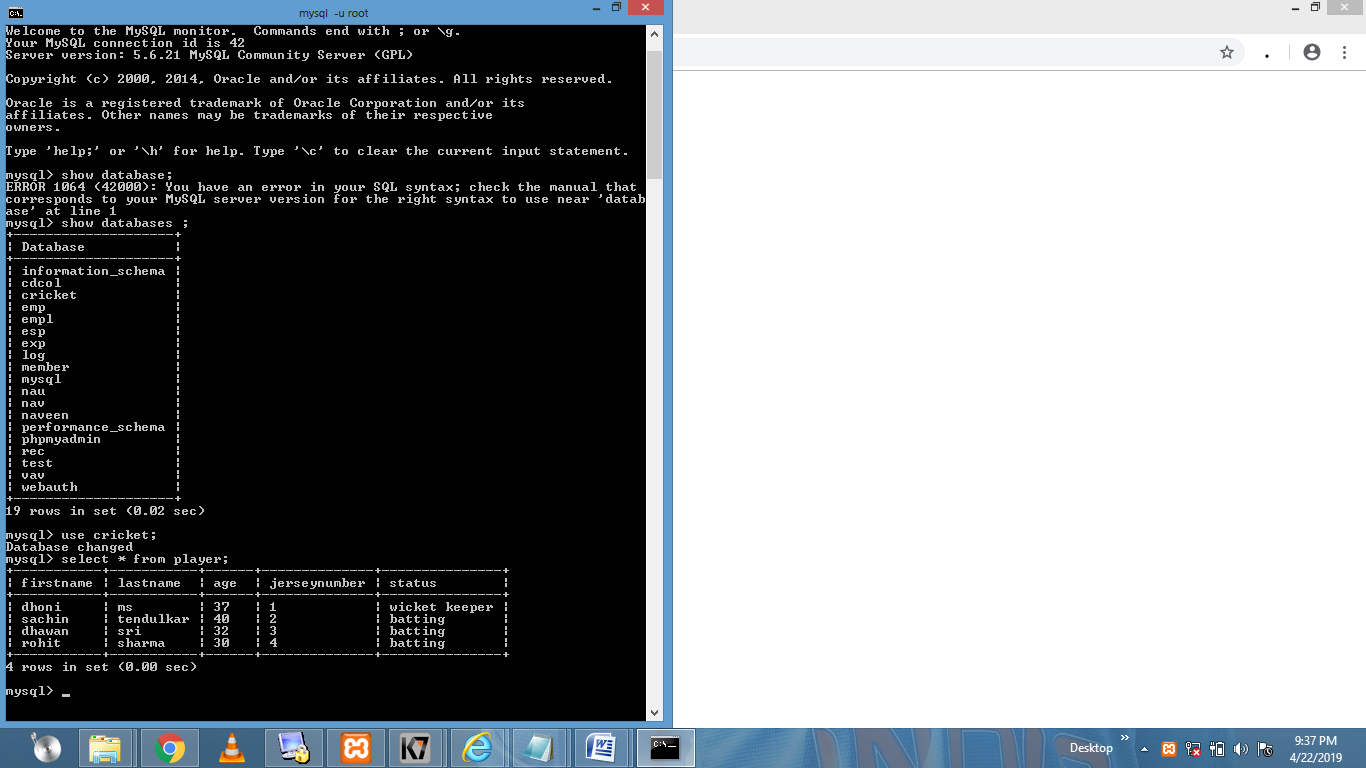 mysql -u root
Welcome to the MySQL monitor.  Commands end with ; or \g.
Your MySQL connection id is 42
Server version: 5.6.21 MySQL Community Server (GPL)
Copyright (c) 2000, 2014, Oracle and/or its affiliates. All rights reserved.
Oracle is a registered trademark of Oracle Corporation and/or its
affiliates. Other names may be trademarks of their respective
owners.
Type 'help;' or '\h' for help. Type '\c' to clear the current input statement.
mysql> show database;
ERROR 1064 (42000): You have an error in your SQL syntax; check the manual that
corresponds to your MySQL server version for the right syntax to use near 'datab
ase' at line 1
mysql> show databases ;
+--------------------+
| Database           |
+--------------------+
| information_schema |
| cdcol              |
| cricket            |
| emp                |
| empl               |
| esp                |
| exp                |
| log                |
| member             |
| mysql              |
| nau                |
| nav                |
| naveen             |
| performance_schema |
| phpmyadmin         |
| rec                |
| test               |
| vav                |
| webauth            |
+--------------------+
19 rows in set (0.02 sec)
mysql> use cricket;
Database changed
mysql> select * from player;
+-----------+-----------+------+--------------+---------------+
| firstname | lastname  | age  | jerseynumber | status        |
+-----------+-----------+------+--------------+---------------+
| dhoni     | ms        | 37   | 1            | wicket keeper |
| sachin    | tendulkar | 40   | 2            | batting       |
| dhawan    | sri       | 32   | 3            | batting       |
| rohit     | sharma    | 30   | 4            | batting       |
+-----------+-----------+------+--------------+---------------+
4 rows in set (0.00 sec)
mysql> _
K7
C:\
Desktop
9:37 PM
4/22/2019